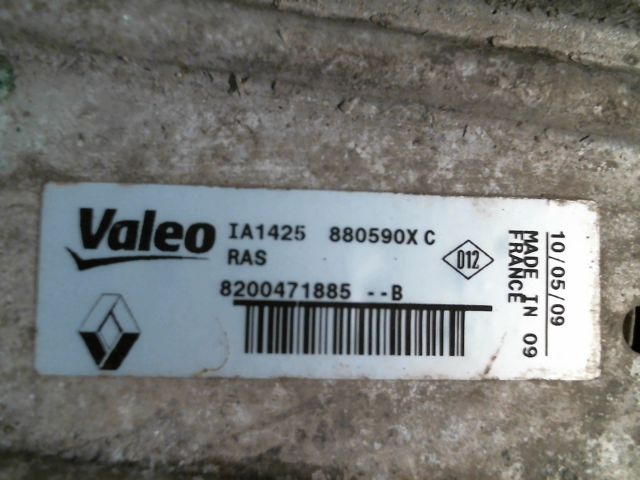 Valeo IA1425 880590X C
RAS
D12
8200471885 --B
10/05/09
MADE IN 09
FRANCE